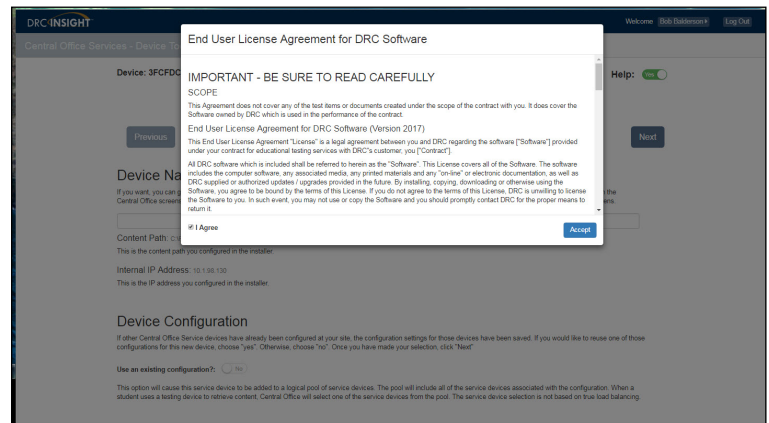 DRC INSIGHT
Welcome Bob Balderson Log Out
Central Office Services - Device To
End User License Agreement for DRC Software
Device: 3FCFDC
Help: Yes
IMPORTANT - BE SURE TO READ CAREFULLY
SCOPE
This Agreement does not cover any of the test items or documents created under the scope of the contract with you. It does cover the
Software owned by DRC which is used in the performance of the contract.
End User License Agreement for DRC Software (Version 2017)
This End User License Agreement "License" is a legal agreement between you and DRC regarding the software ["Software"] provided
under your contract for educational testing services with DRC"s customer, you ["Contract"].
All DRC software which is included shall be referred to herein as the "Software". This License covers all of the Software. The software
includes the computer software, any associated media, any printed materials and any "on-line" or electronic documentation, as well as
DRC supplied or authorized updates / upgrades provided in the future. By installing, copying, downloading or otherwise using the
Software, you agree to be bound by the terms of this License. If you do not agree to the terms of this License, DRC is unwilling to license
the Software to you. In such event, you may not use or copy the Software and you should promptly contact DRC for the proper means to
return it.
I Agree
Accept
Previous
Next
Device Na
If you want, you can g
the
Central Office screens
ens.
Content Path:
This is the content path you configured in the installer.
Internal IP Address: 10.1.98.130
This is the IP address you configured in the installer.
Device Configuration
If other Central Office Service devices have already been configured at your site, the configuration settings for those devices have been saved. If you would like to reuse one of those
configurations for this new device, choose "yes". Otherwise, choose "no". Once you have made your selection, click "Next"
Use an existing configuration?: No
This option will cause this service device to be added to a logical pool of service devices. The pool will include all of the service devices associated with the configuration. When a
student uses a testing device to retrieve content, Central Office will select one of the service devices from the pool. The service device selection is not based on true load balancing.